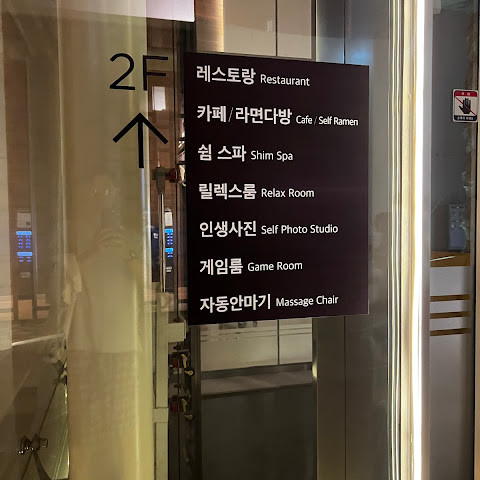 2F
레스토랑 Restaurant
카페/라면다방 Cafe / Self Ramen
쉼 스파 Shim Spa
릴렉스룸 Relax Room
인생사진 Self Photo Studio
게임룸 Game Room
자동안마기 Massage Chair